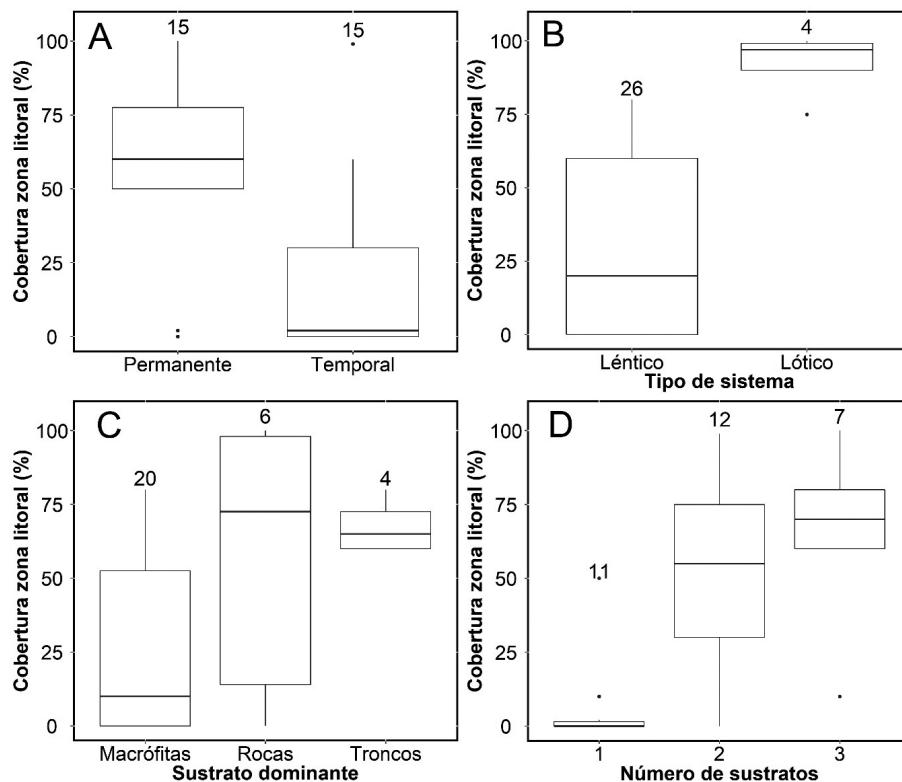 A
15
15
Cobertura zona litoral (%)
100
75
50
25
0
Permanente
Temporal
B
26
4
Cobertura zona litoral (%)
100
75
50
25
0
Léntico
Lótico
Tipo de sistema
C
20
6
4
Cobertura zona litoral (%)
100
75
50
25
0
Macrófitas
Rocas
Troncos
Sustrato dominante
D
11
12
7
Cobertura zona litoral (%)
100
75
50
25
0
1
2
3
Número de sustratos